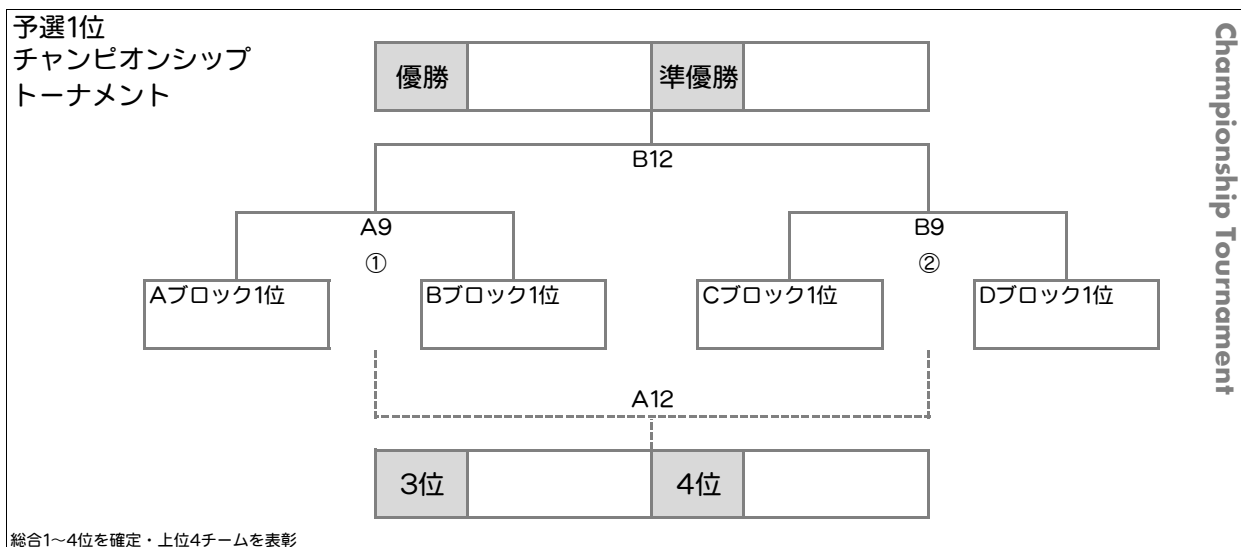 予選1位
チャンピオンシップ
トーナメント
Championship Tournament
優勝
準優勝
B12
A9
B9
①
②
Aブロック1位
Bブロック1位
Cブロック1位
Dブロック1位
A12
3位
4位
総合1～4位を確定・上位4チームを表彰